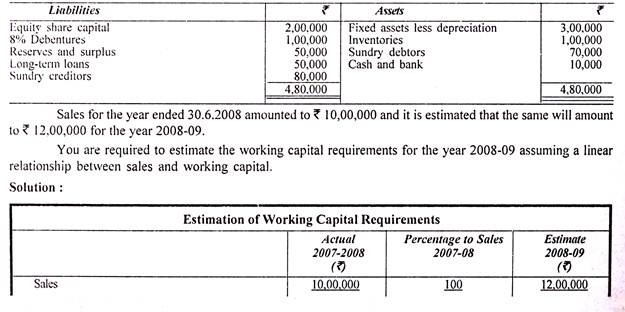 Liabilities ₹ Assets ₹
Equity share capital 2,00,000 Fixed assets less depreciation 3,00,000
8% Debentures 1,00,000 Inventories 1,00,000
Reserves and surplus 50,000 Sundry debtors 70,000
Long-term loans 50,000 Cash and bank 10,000
Sundry creditors 80,000
4,80,000 4,80,000
Sales for the year ended 30.6.2008 amounted to ₹ 10,00,000 and it is estimated that the same will amount
to ₹ 12,00,000 for the year 2008-09.
You are required to estimate the working capital requirements for the year 2008-09 assuming a linear
relationship between sales and working capital.
Solution :
Estimation of Working Capital Requirements
Actual Percentage to Sales Estimate
2007-2008 2007-08 2008-09
(₹) (₹)
Sales 10,00,000 100 12,00,000